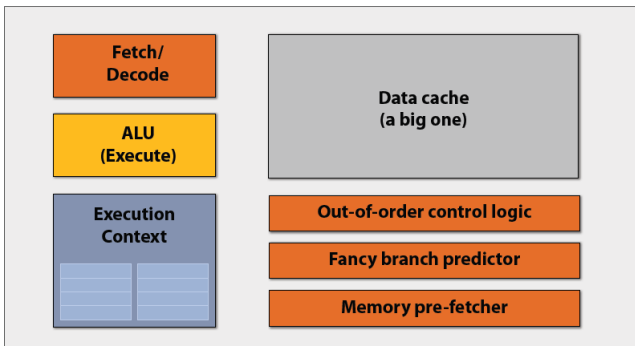 Fetch/
Decode
ALU
(Execute)
Execution
Context
Data cache
(a big one)
Out-of-order control logic
Fancy branch predictor
Memory pre-fetcher